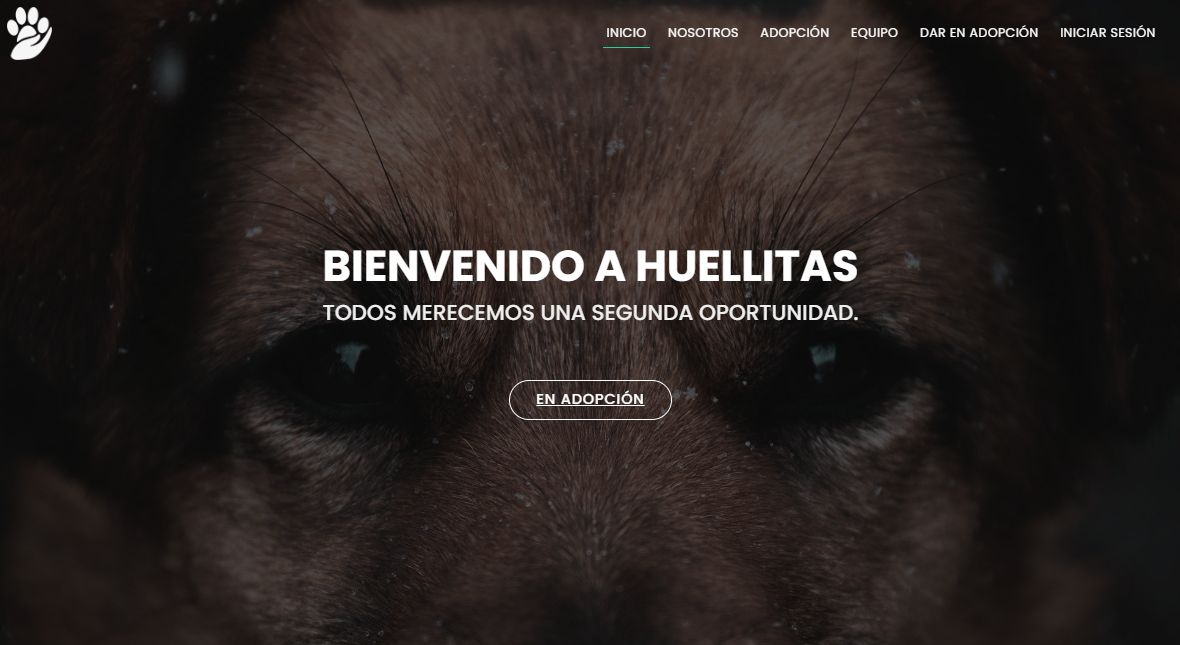 INICIO NOSOTROS ADOPCIÓN EQUIPO DAR EN ADOPCIÓN INICIAR SESIÓN
BIENVENIDO A HUELLITAS
TODOS MERECEMOS UNA SEGUNDA OPORTUNIDAD.
EN ADOPCIÓN